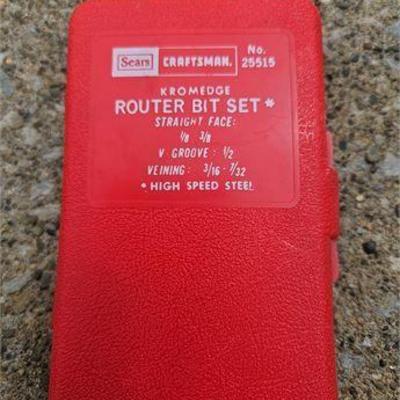 Sears CRAFTSMAN. No. 25515
KROMEDGE
ROUTER BIT SET*
STRAIGHT FACE:
1/8 · 3/8
V GROOVE : 1/2
VEINING: 3/16 · 7/32
* HIGH SPEED STEEL